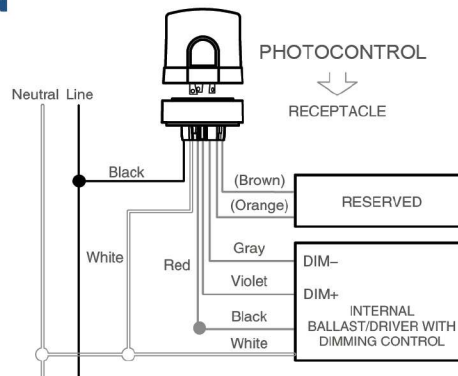 PHOTOCONTROL
Neutral Line
RECEPTACLE
Black
(Brown)
(Orange)
RESERVED
White
Red
Gray
DIM–
Violet
DIM+
Black
INTERNAL
BALLAST/DRIVER WITH
DIMMING CONTROL
White